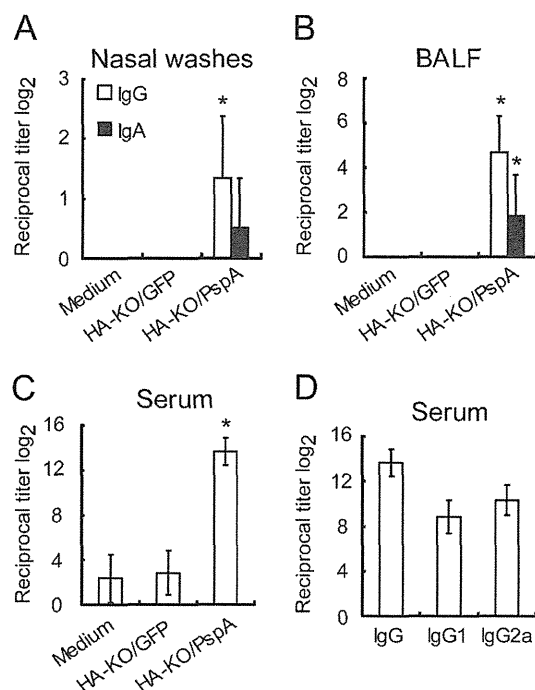 A
Nasal washes
Reciprocal titer log2
3
2
1
0
IgG
IgA
*
Medium
HA-KO/GFP
HA-KO/PspA
B
BALF
Reciprocal titer log2
8
6
4
2
0
*
*
Medium
HA-KO/GFP
HA-KO/PspA
C
Serum
Reciprocal titer log2
16
12
8
4
0
*
Medium
HA-KO/GFP
HA-KO/PspA
D
Serum
Reciprocal titer log2
16
12
8
4
0
IgG IgG1 IgG2a